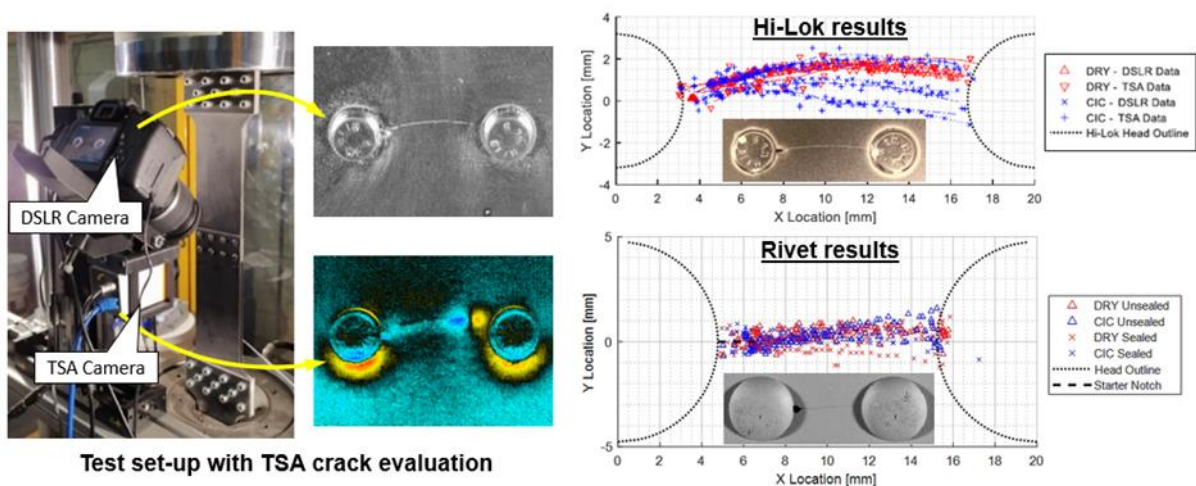 DSLR Camera
TSA Camera
Test set-up with TSA crack evaluation
Hi-Lok results
Y Location [mm]
4
2
0
-2
-4
0 2 4 6 8 10 12 14 16 18 20
X Location [mm]
DRY - DSLR Data
DRY - TSA Data
CIC - DSLR Data
CIC - TSA Data
Hi-Lok Head Outline
Rivet results
Y Location [mm]
5
0
-5
0 2 4 6 8 10 12 14 16 18 20
X Location [mm]
DRY Unsealed
CIC Unsealed
DRY Sealed
CIC Sealed
Head Outline
Starter Notch